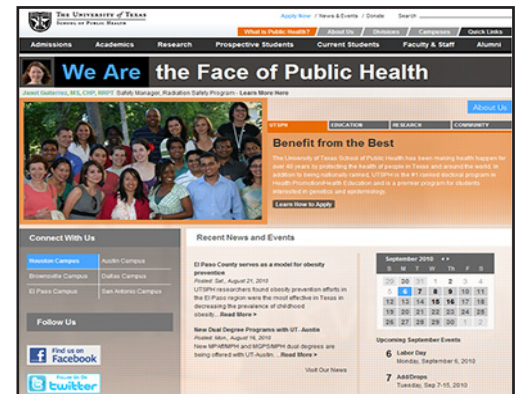 THE UNIVERSITY of TEXAS
SCHOOL OF PUBLIC HEALTH
Apply Now / News & Events / Donate Search
What is Public Health? / About Us / Divisions / Campuses / Quick Links
Admissions Academics Research Prospective Students Current Students Faculty & Staff Alumni
We Are the Face of Public Health
Janet Gutierrez, MS, CHP, RRPT Safety Manager, Radiation Safety Program - Learn More Here
About Us
UTSPH EDUCATION RESEARCH COMMUNITY
Benefit from the Best
The University of Texas School of Public Health has been making health happen for
over 40 years by protecting the health of people in Texas and around the world. In
addition to being nationally ranked, UTSPH is the #1 ranked doctoral program in
Health Promotion/Health Education and is a premier program for students
interested in genetics and epidemiology.
Learn How to Apply
Connect With Us
Houston Campus Austin Campus
Brownsville Campus Dallas Campus
El Paso Campus San Antonio Campus
Follow Us
Find us on
Facebook
Follow Us On
twitter
Recent News and Events
El Paso County serves as a model for obesity
prevention
Posted: Sat, August 21, 2010
UTSPH researchers found obesity prevention efforts in
the El Paso region were the most effective in Texas in
decreasing the prevalence of childhood
obesity....Read More >
New Dual Degree Programs with UT- Austin
Posted: Mon, August 16, 2010
New MPAff/MPH and MGPS/MPH dual degrees are
being offered with UT-Austin. ...Read More >
Visit Our News
September 2010
S M T W Th F S
29 30 31 1 2 3 4
5 6 7 8 9 10 11
12 13 14 15 16 17 18
19 20 21 22 23 24 25
26 27 28 29 30 1 2
Upcoming September Events
6 Labor Day
Monday, September 6, 2010
7 Add/Drops
Tuesday, Sep 7-15, 2010